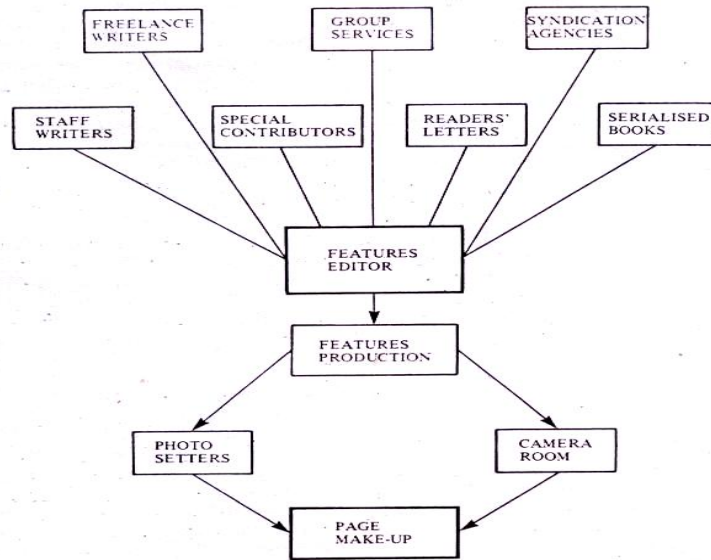 FREELANCE
WRITERS
GROUP
SERVICES
SYNDICATION
AGENCIES
STAFF
WRITERS
SPECIAL
CONTRIBUTORS
READERS'
LETTERS
SERIALISED
BOOKS
FEATURES
EDITOR
FEATURES
PRODUCTION
PHOTO
SETTERS
CAMERA
ROOM
PAGE
MAKE-UP